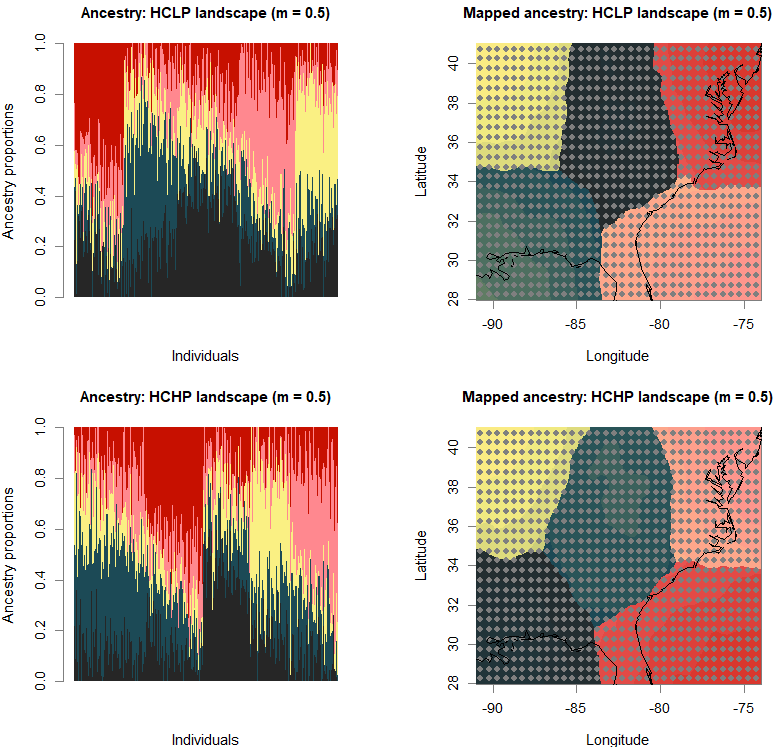 Ancestry: HCLP landscape (m = 0.5)
Ancestry proportions
1.0
0.8
0.6
0.4
0.2
0.0
Individuals
Mapped ancestry: HCLP landscape (m = 0.5)
Latitude
40
38
36
34
32
30
28
-90
-85
-80
-75
Longitude
Ancestry: HCHP landscape (m = 0.5)
Ancestry proportions
1.0
0.8
0.6
0.4
0.2
0.0
Individuals
Mapped ancestry: HCHP landscape (m = 0.5)
Latitude
40
38
36
34
32
30
28
-90
-85
-80
-75
Longitude